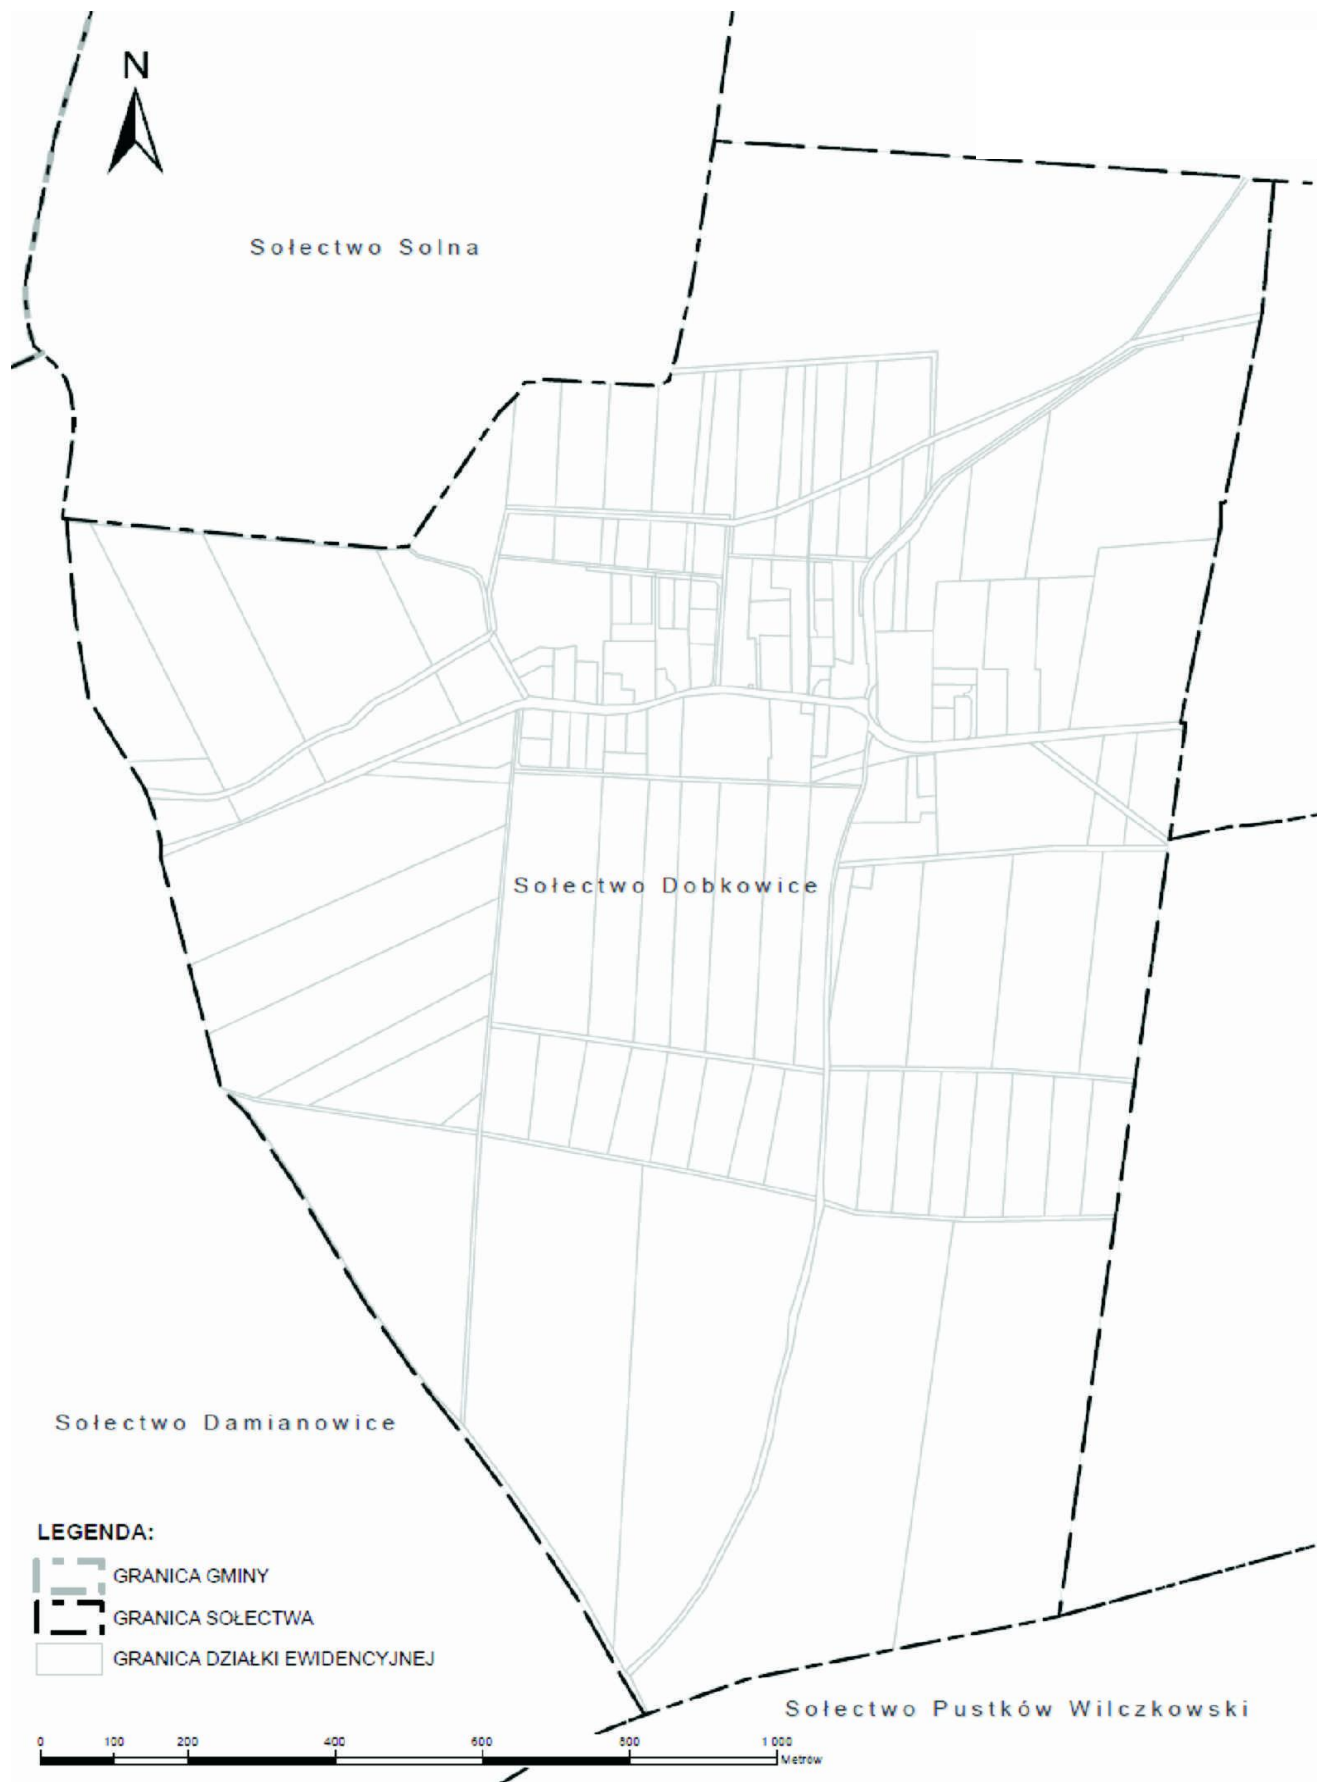 N
Sołectwo Solna
Sołectwo Dobkowice
Sołectwo Damianowice
LEGENDA:
GRANICA GMINY
GRANICA SOŁECTWA
GRANICA DZIAŁKI EWIDENCYJNEJ
Sołectwo Pustków Wilczkowski
0 100 200 400 600 800 1 000
Metrów